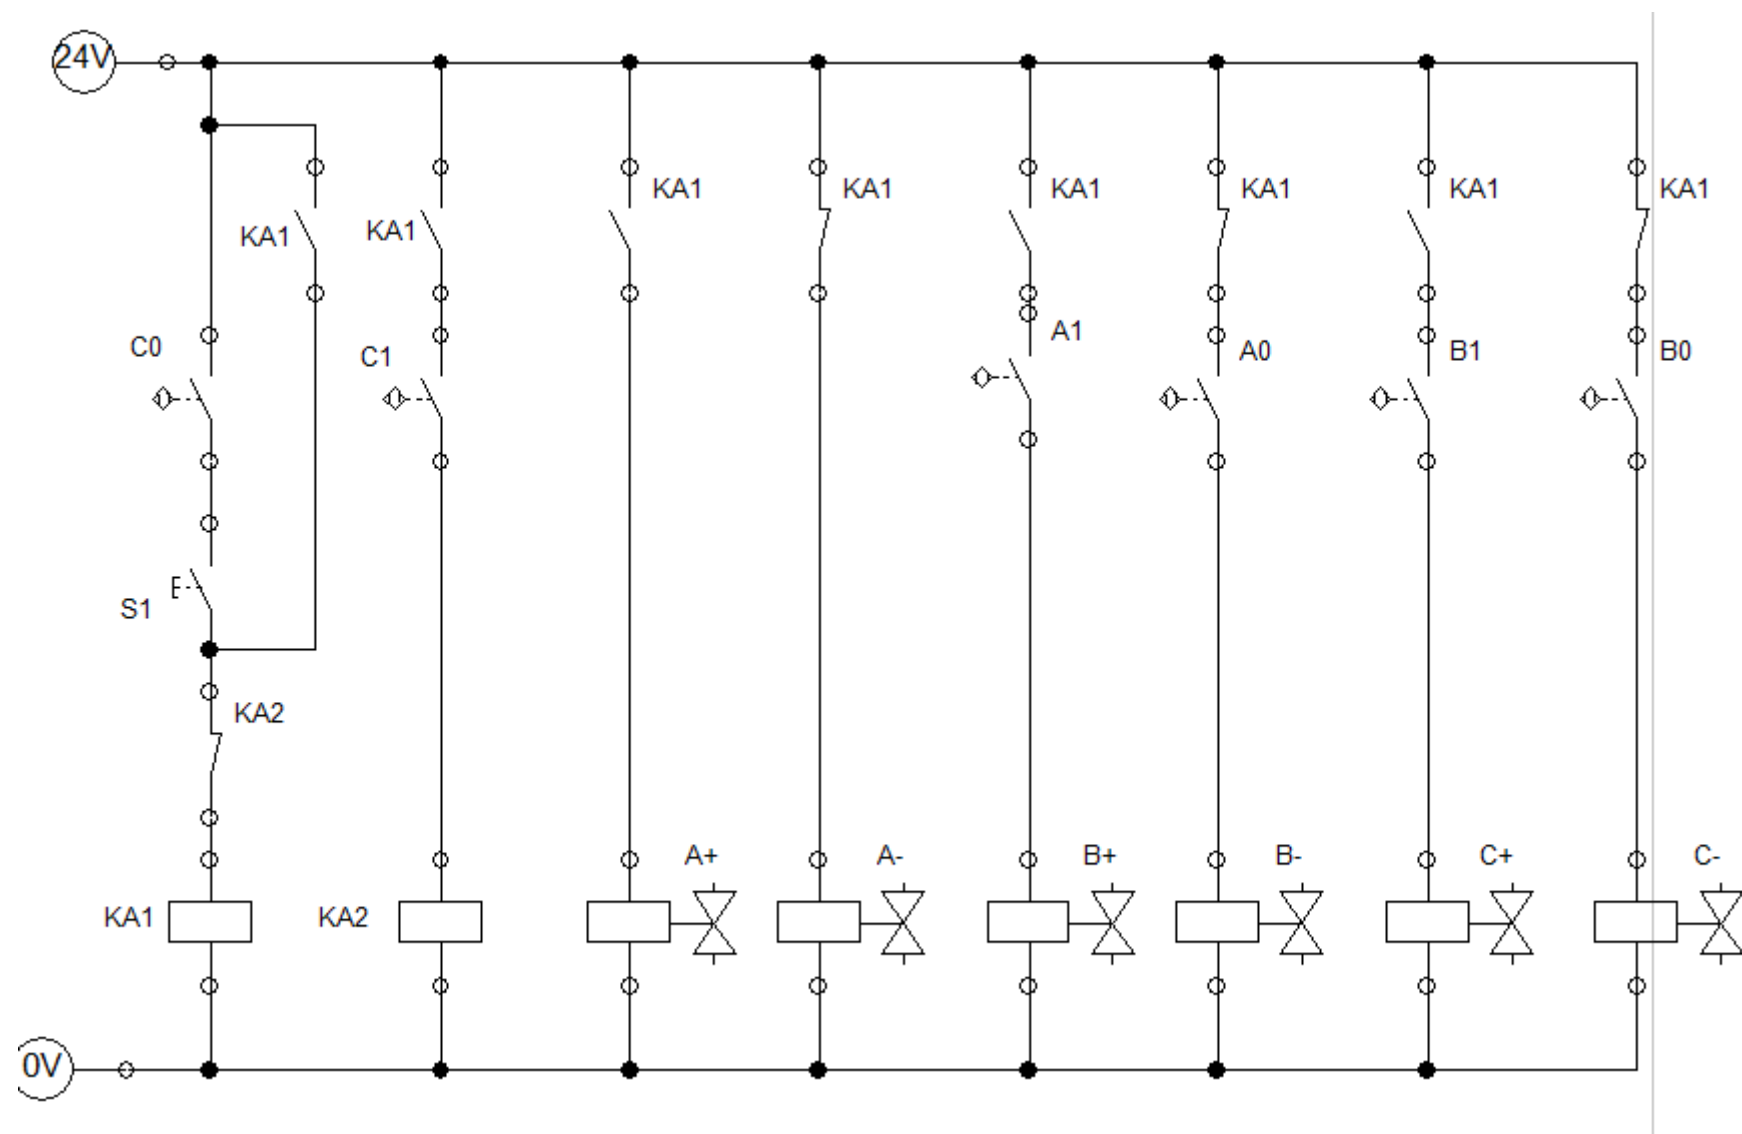 24V
KA1 KA1 KA1 KA1 KA1
KA1 KA1
C0 C1 A1 A0 B1 B0
S1
KA2
A+ A- B+ B- C+ C-
KA1 KA2
0V